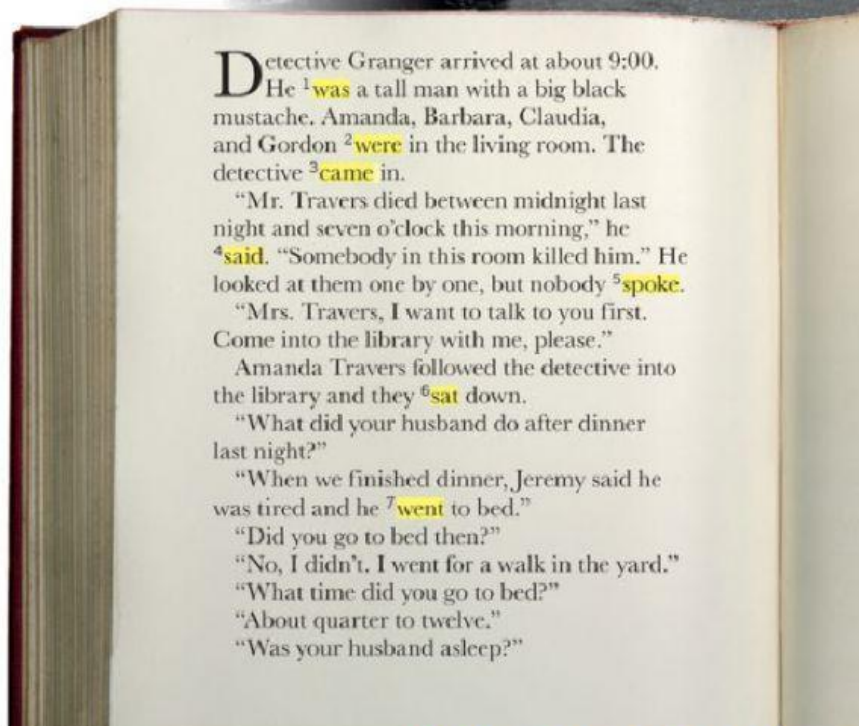 Detective Granger arrived at about 9:00.
He ¹was a tall man with a big black
mustache. Amanda, Barbara, Claudia,
and Gordon ²were in the living room. The
detective ³came in.
“Mr. Travers died between midnight last
night and seven o’clock this morning,” he
⁴said. “Somebody in this room killed him.” He
looked at them one by one, but nobody ⁵spoke.
“Mrs. Travers, I want to talk to you first.
Come into the library with me, please.”
Amanda Travers followed the detective into
the library and they ⁶sat down.
“What did your husband do after dinner
last night?”
“When we finished dinner, Jeremy said he
was tired and he ⁷went to bed.”
“Did you go to bed then?”
“No, I didn’t. I went for a walk in the yard.”
“What time did you go to bed?”
“About quarter to twelve.”
“Was your husband asleep?”